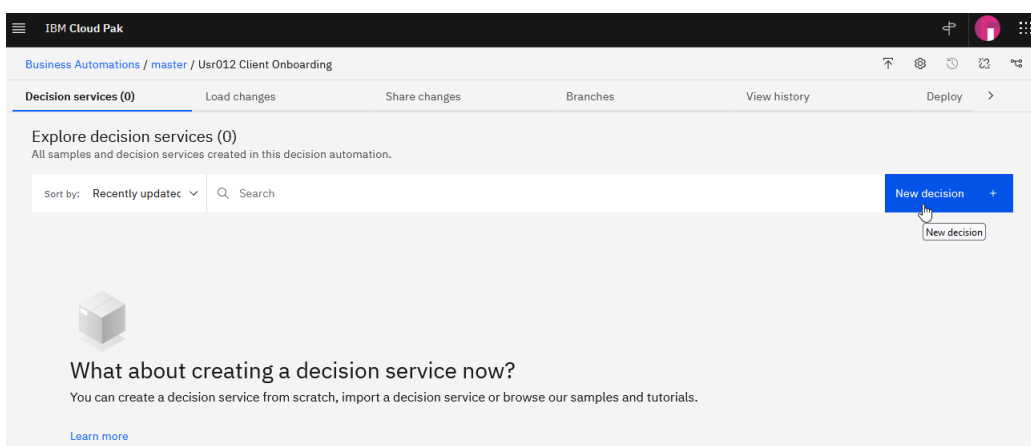 IBM Cloud Pak
Business Automations / master / Usr012 Client Onboarding
Decision services (0) Load changes Share changes Branches View history Deploy
Explore decision services (0)
All samples and decision services created in this decision automation.
Sort by: Recently updated Search New decision +
New decision
What about creating a decision service now?
You can create a decision service from scratch, import a decision service or browse our samples and tutorials.
Learn more